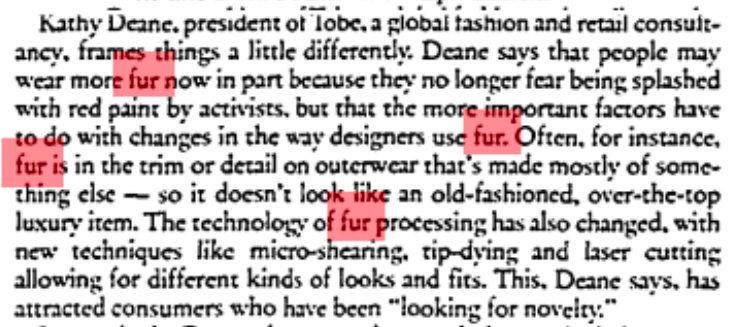 Kathy Deane, president of Tobe, a global fashion and retail consult-
ancy, frames things a little differently. Deane says that people may
wear more fur now in part because they no longer fear being splashed
with red paint by activists, but that the more important factors have
to do with changes in the way designers use fur. Often, for instance,
fur is in the trim or detail on outerwear that's made mostly of some-
thing else — so it doesn't look like an old-fashioned, over-the-top
luxury item. The technology of fur processing has also changed, with
new techniques like micro-shearing, tip-dying and laser cutting
allowing for different kinds of looks and fits. This, Deane says, has
attracted consumers who have been "looking for novelty."